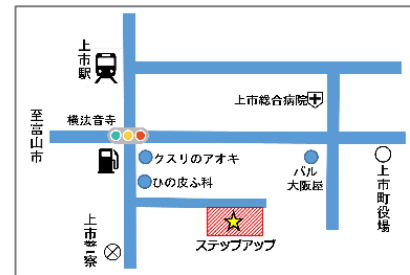 上市駅
上市総合病院
至富山市
横法音寺
クスリのアオキ
ひの皮ふ科
パル
大阪屋
上市町役場
上市警察
ステップアップ